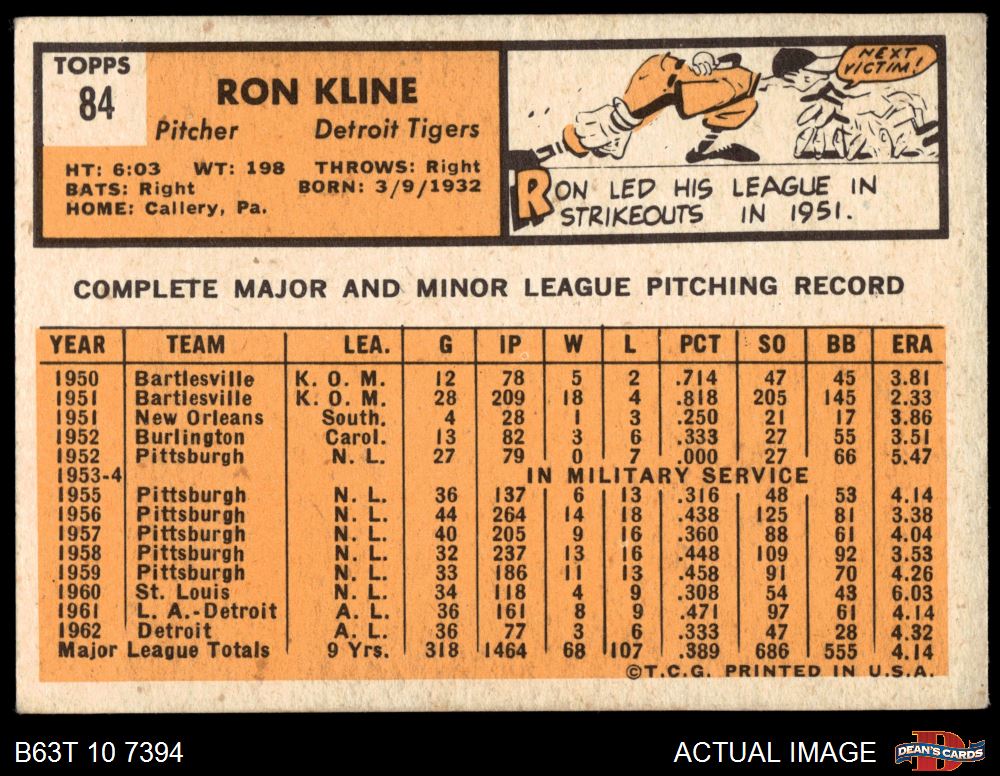 TOPPS
84
RON KLINE
Pitcher Detroit Tigers
HT: 6:03 WT: 198 THROWS: Right
BATS: Right BORN: 3/9/1932
HOME: Callery, Pa.
NEXT
VICTIM!
RON LED HIS LEAGUE IN
STRIKEOUTS IN 1951.
COMPLETE MAJOR AND MINOR LEAGUE PITCHING RECORD
YEAR TEAM LEA. G IP W L PCT SO BB ERA
1950 Bartlesville K. O. M. 12 78 5 2 .714 47 45 3.81
1951 Bartlesville K. O. M. 28 209 18 4 .818 205 145 2.33
1951 New Orleans South. 4 28 1 3 .250 21 17 3.86
1952 Burlington Carol. 13 82 3 6 .333 27 55 3.51
1952 Pittsburgh N. L. 27 79 0 7 .000 27 66 5.47
1953-4 IN MILITARY SERVICE
1955 Pittsburgh N. L. 36 137 6 13 .316 48 53 4.14
1956 Pittsburgh N. L. 44 264 14 18 .438 125 81 3.38
1957 Pittsburgh N. L. 40 205 9 16 .360 88 61 4.04
1958 Pittsburgh N. L. 32 237 13 16 .448 109 92 3.53
1959 Pittsburgh N. L. 33 186 11 13 .458 91 70 4.26
1960 St. Louis N. L. 34 118 4 9 .308 54 43 6.03
1961 L. A.-Detroit A. L. 36 161 8 9 .471 97 61 4.14
1962 Detroit A. L. 36 77 3 6 .333 47 28 4.32
Major League Totals 9 Yrs. 318 1464 68 107 .389 686 555 4.14
©T.C.G. PRINTED IN U.S.A.
B63T 10 7394 ACTUAL IMAGE DEAN'S CARDS